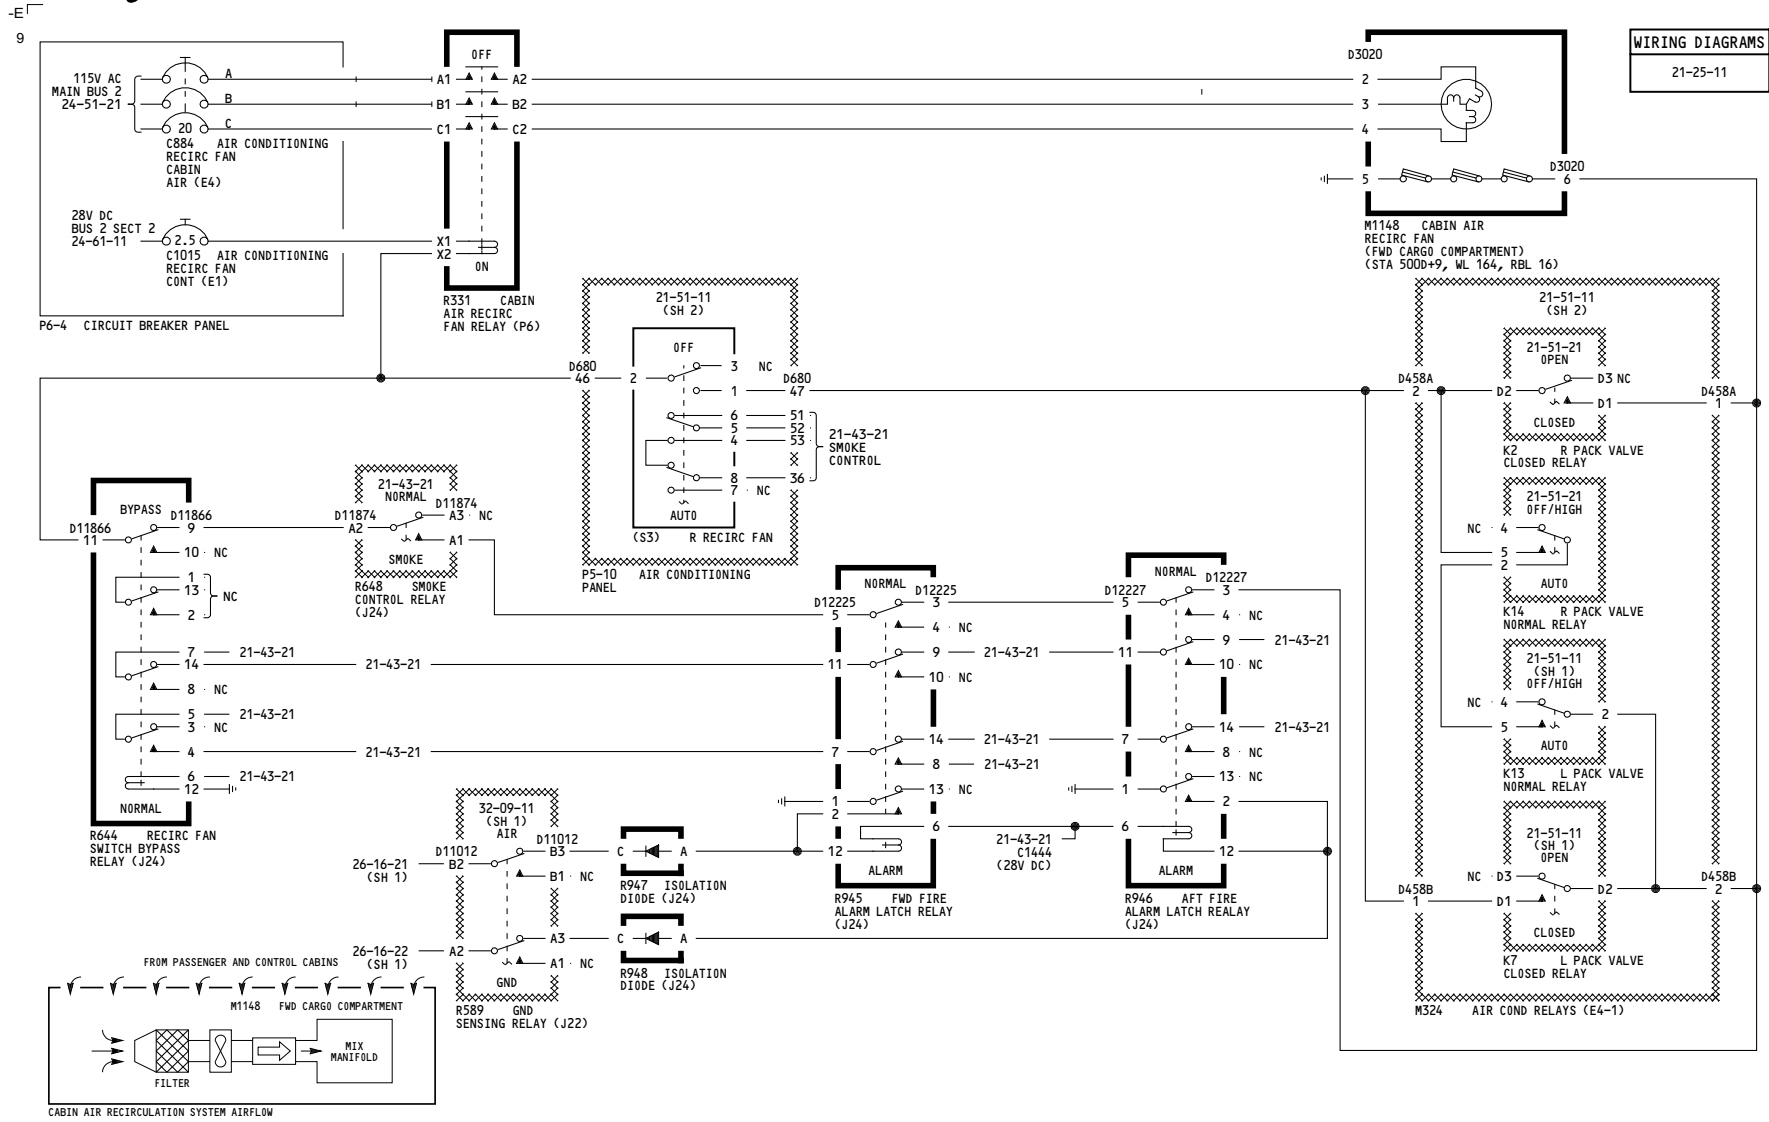 -E
9
WIRING DIAGRAMS
21-25-11
115V AC
MAIN BUS 2
24-51-21
A
B
C
20
C884 AIR CONDITIONING
RECIRC FAN
CABIN
AIR (E4)
28V DC
BUS 2 SECT 2
24-61-11
2.5
C1015 AIR CONDITIONING
RECIRC FAN
CONT (E1)
P6-4 CIRCUIT BREAKER PANEL
OFF
A1 A2
B1 B2
C1 C2
X1
X2
ON
R331 CABIN
AIR RECIRC
FAN RELAY (P6)
D3020
2
3
4
D3020
5 6
M1148 CABIN AIR
RECIRC FAN
(FWD CARGO COMPARTMENT)
(STA 500D+9, WL 164, RBL 16)
21-51-11
(SH 2)
OFF
D680
46 2
3 NC
D680
1 47
6 51
5 52
4 53
21-43-21
SMOKE
CONTROL
8 36
7 NC
AUTO
(S3) R RECIRC FAN
P5-10 AIR CONDITIONING
PANEL
BYPASS
D11866
11
D11866
9
10 NC
1
13
NC
2
7 21-43-21
14 21-43-21
8 NC
5 21-43-21
3 NC
4 21-43-21
6 21-43-21
12
NORMAL
R644 RECIRC FAN
SWITCH BYPASS
RELAY (J24)
21-43-21
NORMAL
D11874
A2
D11874
A3 NC
A1
SMOKE
R648 SMOKE
CONTROL RELAY
(J24)
NORMAL
D12225
5
D12225
3
4 NC
11 9 21-43-21
10 NC
7 14 21-43-21
8 21-43-21
13 NC
1
2
6
12
ALARM
R945 FWD FIRE
ALARM LATCH RELAY
(J24)
21-43-21
C1444
(28V DC)
NORMAL
D12227
5
D12227
3
4 NC
11 9 21-43-21
10 NC
7 14 21-43-21
8 NC
1 13 NC
2
6
12
ALARM
R946 AFT FIRE
ALARM LATCH REALAY
(J24)
32-09-11
(SH 1)
AIR
26-16-21
(SH 1)
D11012
B2
D11012
B3
B1 NC
26-16-22
(SH 1)
A2 A3
A1 NC
GND
R589 GND
SENSING RELAY (J22)
C A
R947 ISOLATION
DIODE (J24)
C A
R948 ISOLATION
DIODE (J24)
21-51-11
(SH 2)
21-51-21
OPEN
D458A
2
D2
D3 NC
D1
D458A
1
CLOSED
K2 R PACK VALVE
CLOSED RELAY
21-51-21
OFF/HIGH
NC 4
5
2
AUTO
K14 R PACK VALVE
NORMAL RELAY
21-51-11
(SH 1)
OFF/HIGH
NC 4
2
5
AUTO
K13 L PACK VALVE
NORMAL RELAY
21-51-11
(SH 1)
OPEN
NC D3
D2
D458B
2
D458B
1
D1
CLOSED
K7 L PACK VALVE
CLOSED RELAY
M324 AIR COND RELAYS (E4-1)
FROM PASSENGER AND CONTROL CABINS
M1148 FWD CARGO COMPARTMENT
MIX
MANIFOLD
FILTER
CABIN AIR RECIRCULATION SYSTEM AIRFLOW